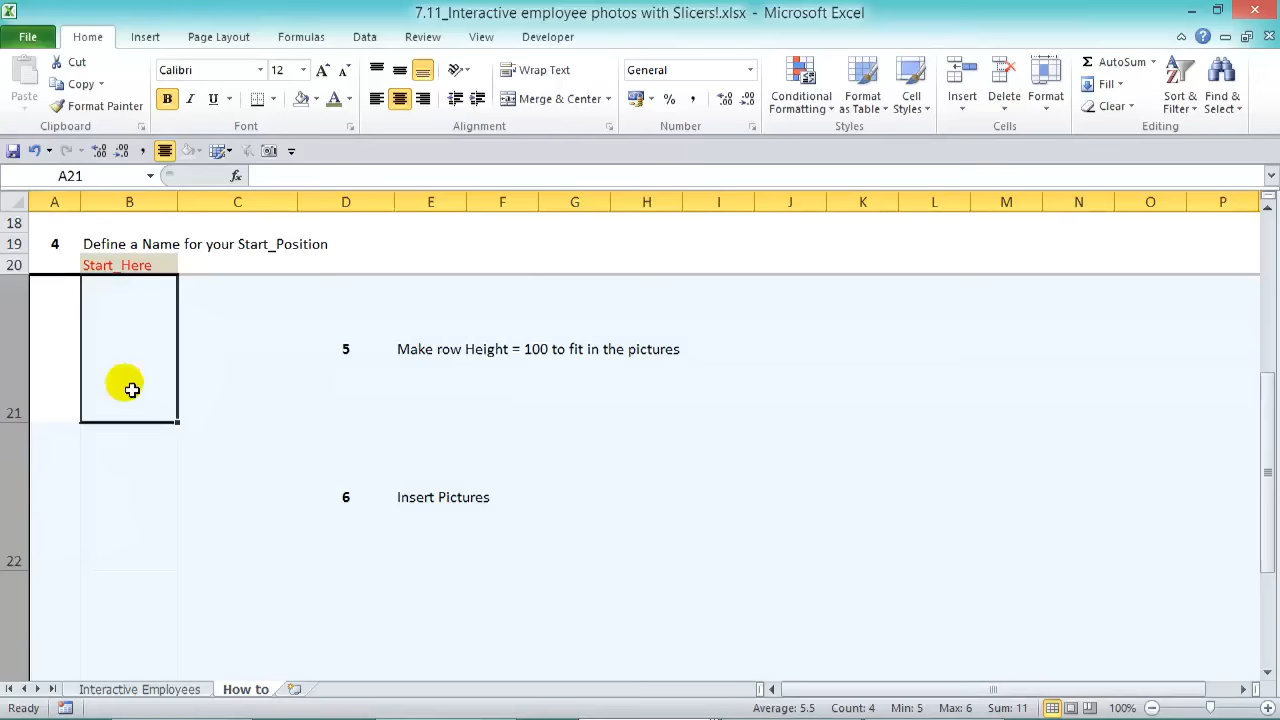 7.11_Interactive employee photos with Slicers!.xlsx - Microsoft Excel
File Home Insert Page Layout Formulas Data Review View Developer
Paste
Cut
Copy
Format Painter
Clipboard
Calibri 12
B I U
Font
Wrap Text
Merge & Center
Alignment
General
% ,
Number
Conditional Formatting
Format as Table
Cell Styles
Styles
Insert Delete Format
Cells
AutoSum
Fill
Clear
Sort & Filter
Find & Select
Editing
A21 fx
A B C D E F G H I J K L M N O P
18
19 4 Define a Name for your Start_Position
20 Start_Here
5 Make row Height = 100 to fit in the pictures
21
6 Insert Pictures
22
Interactive Employees How to
Ready Average: 5.5 Count: 4 Min: 5 Max: 6 Sum: 11 100%